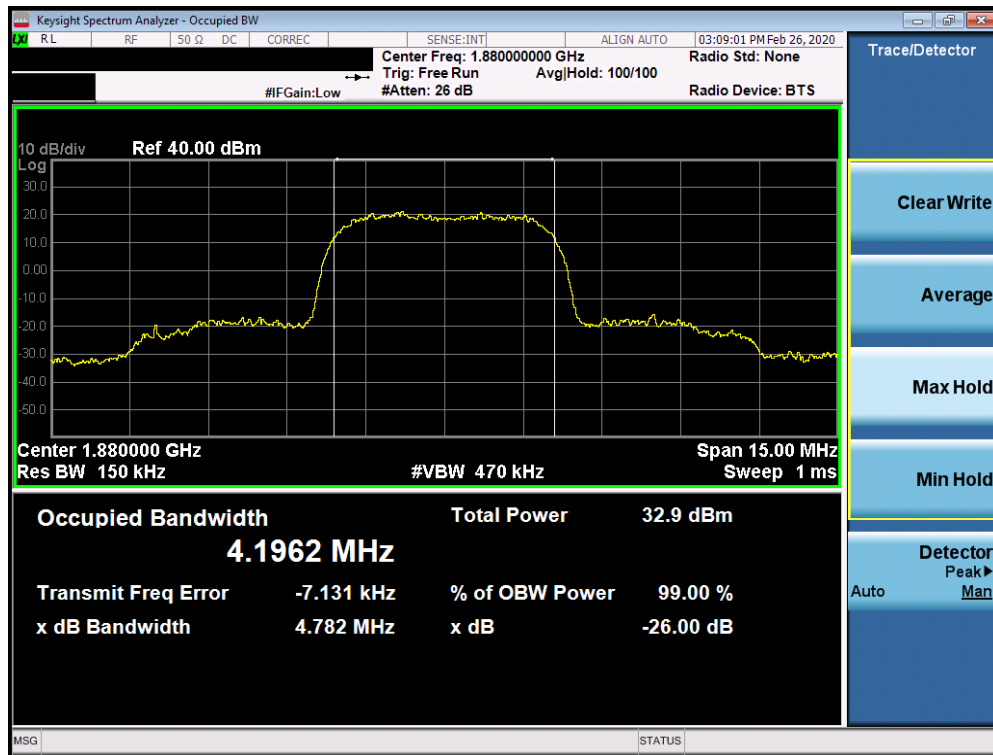 Keysight Spectrum Analyzer - Occupied BW
LXI RL RF 50 Ω DC CORREC SENSE:INT ALIGN AUTO 03:09:01 PM Feb 26, 2020
Center Freq: 1.880000000 GHz Radio Std: None
Trig: Free Run Avg|Hold: 100/100
#IFGain:Low #Atten: 26 dB Radio Device: BTS
Trace/Detector
10 dB/div Ref 40.00 dBm
Log
30.0
20.0
10.0
0.00
-10.0
-20.0
-30.0
-40.0
-50.0
Center 1.880000 GHz Span 15.00 MHz
Res BW 150 kHz #VBW 470 kHz Sweep 1 ms
Occupied Bandwidth Total Power 32.9 dBm
4.1962 MHz
Transmit Freq Error -7.131 kHz % of OBW Power 99.00 %
x dB Bandwidth 4.782 MHz x dB -26.00 dB
Clear Write
Average
Max Hold
Min Hold
Detector
Peak▶
Auto Man
MSG STATUS